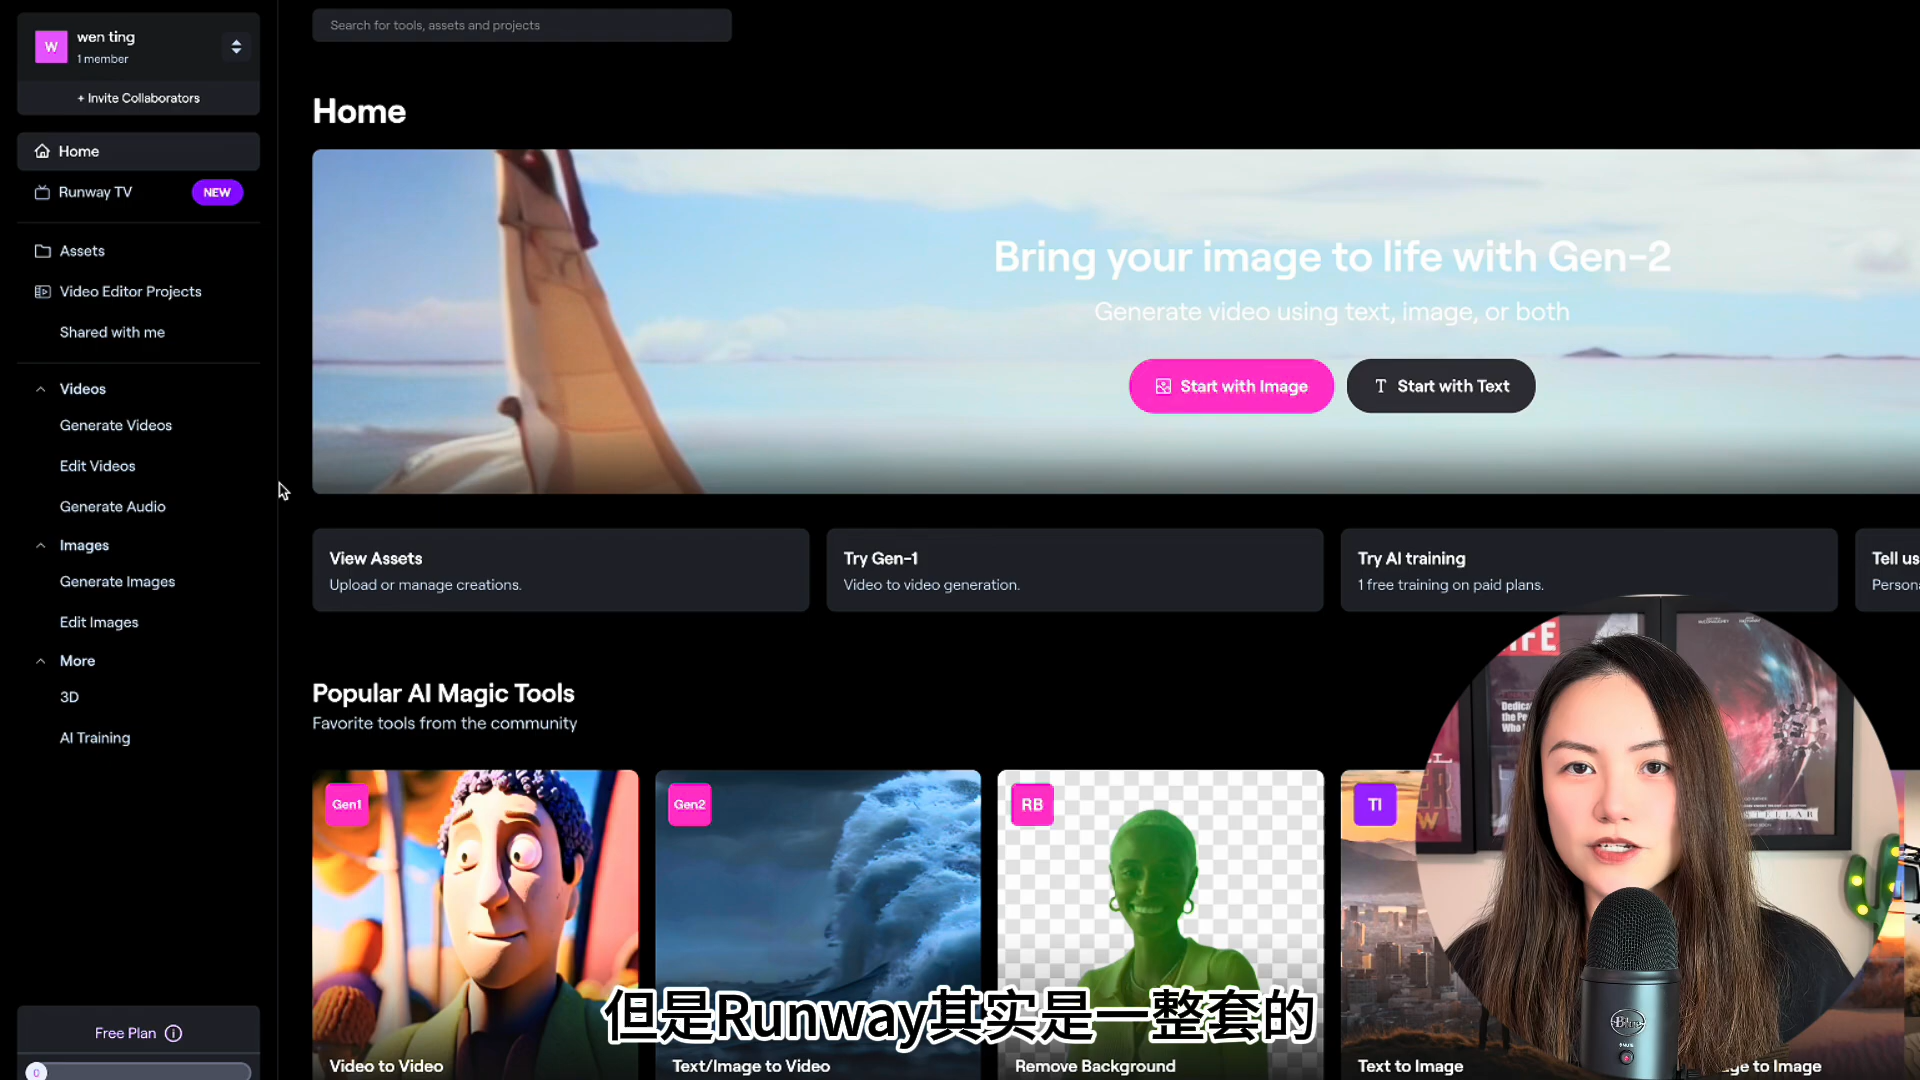 W
wen ting
1 member
+ Invite Collaborators
Home
Runway TV
NEW
Assets
Video Editor Projects
Shared with me
Videos
Generate Videos
Edit Videos
Generate Audio
Images
Generate Images
Edit Images
More
3D
AI Training
Free Plan
0
Search for tools, assets and projects
Home
Bring your image to life with Gen-2
Generate video using text, image, or both
Start with Image
T Start with Text
View Assets
Upload or manage creations.
Try Gen-1
Video to video generation.
Try AI training
1 free training on paid plans.
Tell us
Popular AI Magic Tools
Favorite tools from the community
Gen1
Video to Video
Gen2
Text/Image to Video
RB
Remove Background
TI
Text to Image
to Image
但是Runway其实是一整套的
Blue